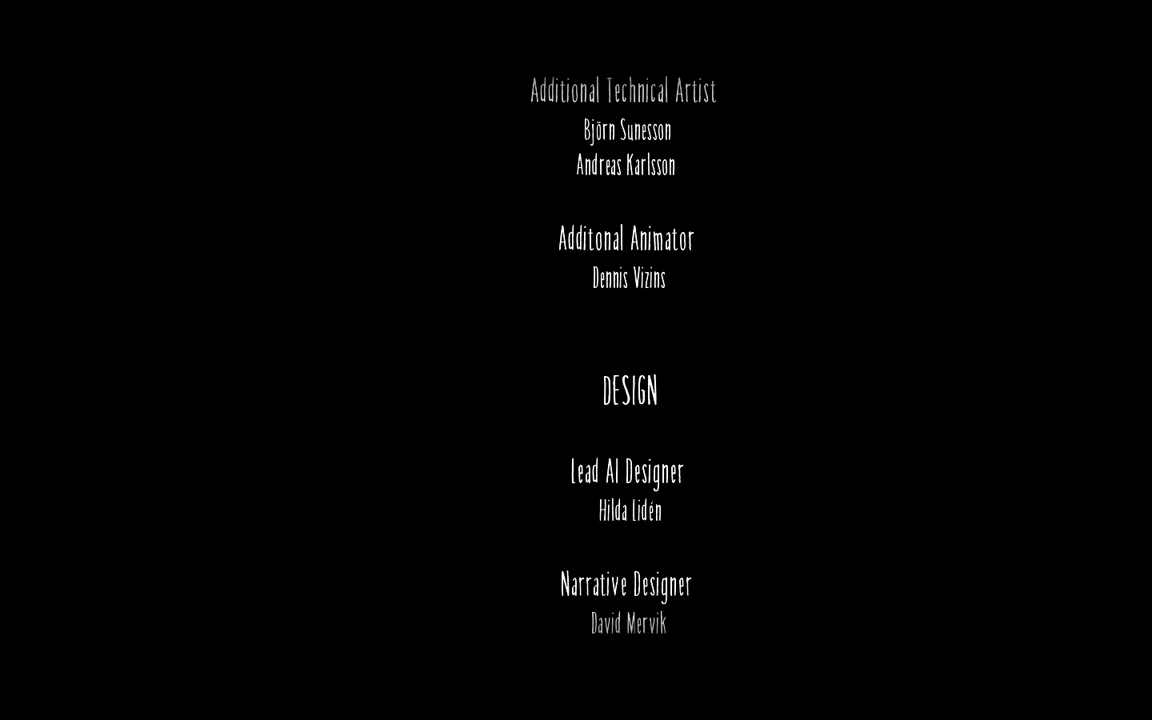 Additional Technical Artist
Björn Sunesson
Andreas Karlsson
Additonal Animator
Dennis Vizins
DESIGN
Lead AI Designer
Hilda Lidén
Narrative Designer
David Mervik